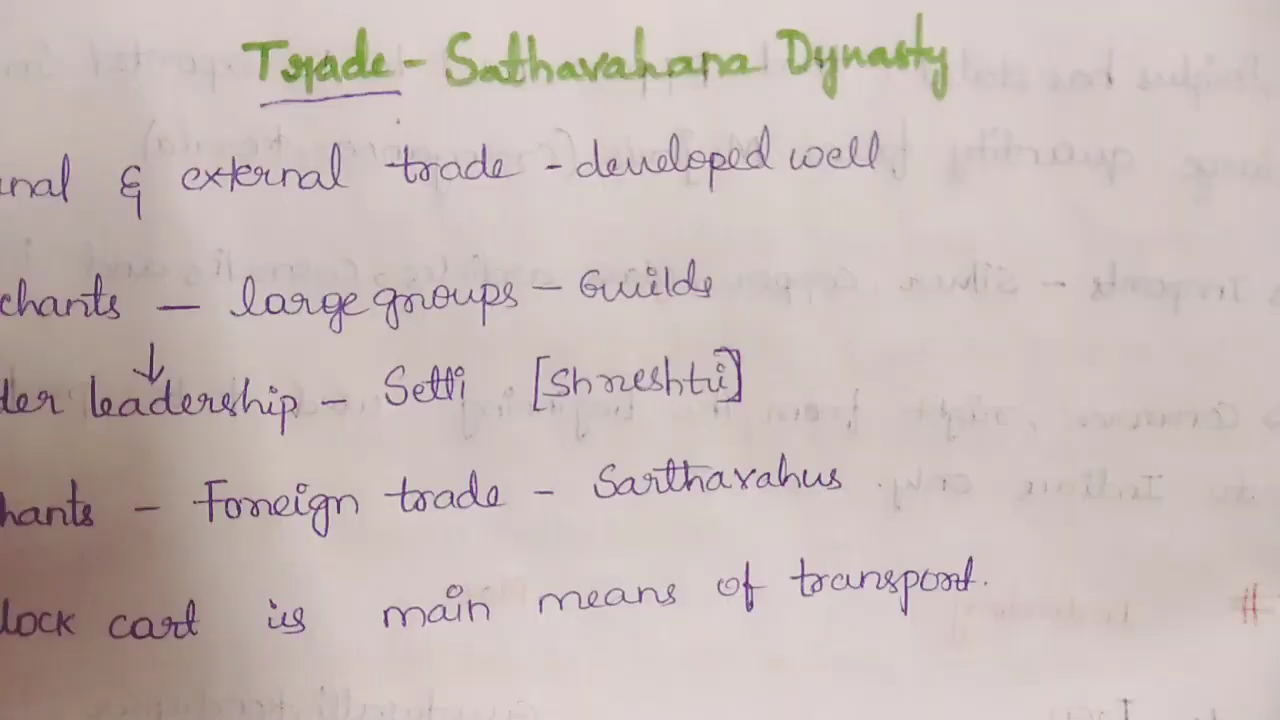 Trade - Sathavahana Dynasty
nal & external trade - developed well
chants — large groups - Guilds
↓
der leadership - Setti [Shreshti]
hants - Foreign trade - Sarthavahus
lock cart is main means of transport.